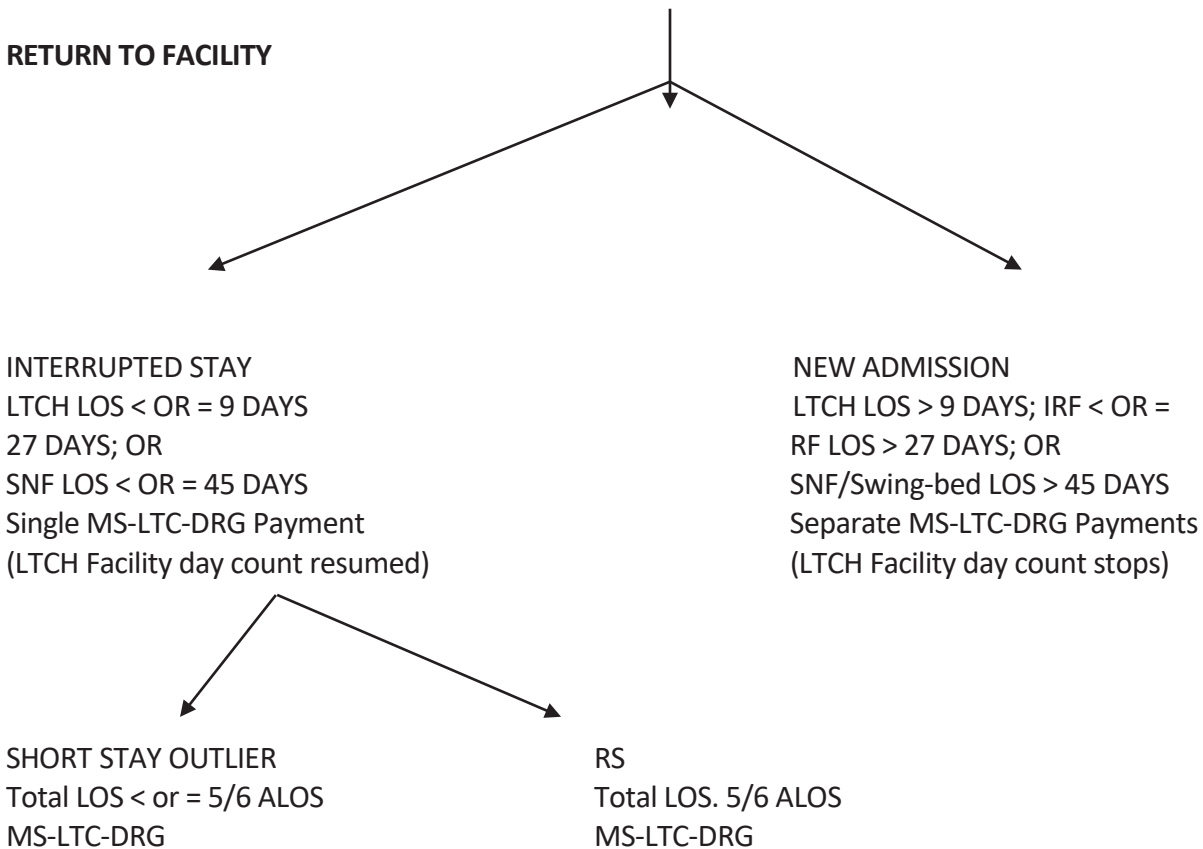 RETURN TO FACILITY
INTERRUPTED STAY
LTCH LOS < OR = 9 DAYS
27 DAYS; OR
SNF LOS < OR = 45 DAYS
Single MS-LTC-DRG Payment
(LTCH Facility day count resumed)
NEW ADMISSION
LTCH LOS > 9 DAYS; IRF < OR =
RF LOS > 27 DAYS; OR
SNF/Swing-bed LOS > 45 DAYS
Separate MS-LTC-DRG Payments
(LTCH Facility day count stops)
SHORT STAY OUTLIER
Total LOS < or = 5/6 ALOS
MS-LTC-DRG
RS
Total LOS. 5/6 ALOS
MS-LTC-DRG